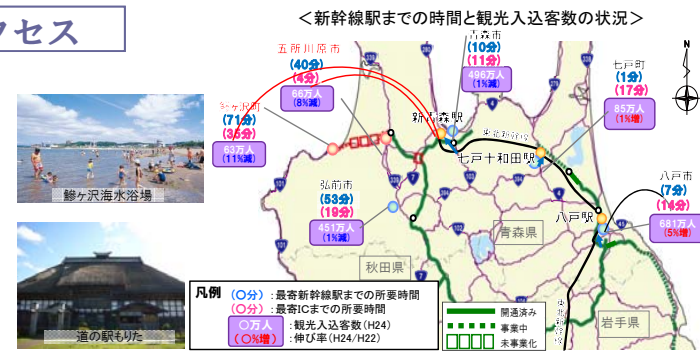 クセス
＜新幹線駅までの時間と観光入込客数の状況＞
N
五所川原市
(40分)
(4分)
66万人
(8%減)
青森市
(10分)
(11分)
496万人
(1%減)
七戸町
(1分)
(17分)
85万人
(1%増)
鰺ヶ沢町
(71分)
(35分)
63万人
(11%減)
新青森駅
東北新幹線
七戸十和田駅
八戸市
(7分)
(14分)
681万人
(5%増)
弘前市
(53分)
(19分)
451万人
(1%減)
八戸駅
青森県
秋田県
岩手県
東北新幹線
鰺ヶ沢海水浴場
道の駅もりた
凡例
(○分)：最寄新幹線駅までの所要時間
(○分)：最寄ICまでの所要時間
○万人：観光入込客数(H24)
(○%増)：伸び率(H24/H22)
開通済み
事業中
未事業化